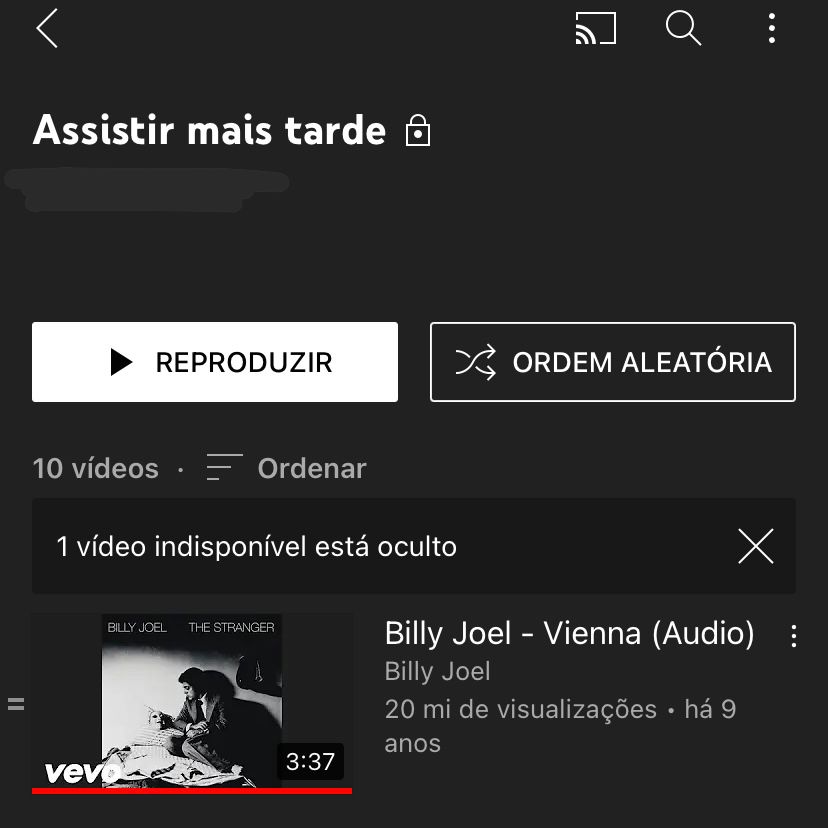 Assistir mais tarde
REPRODUZIR
ORDEM ALEATÓRIA
10 vídeos · Ordenar
1 vídeo indisponível está oculto
BILLY JOEL THE STRANGER
vevo
3:37
Billy Joel - Vienna (Audio)
Billy Joel
20 mi de visualizações • há 9
anos